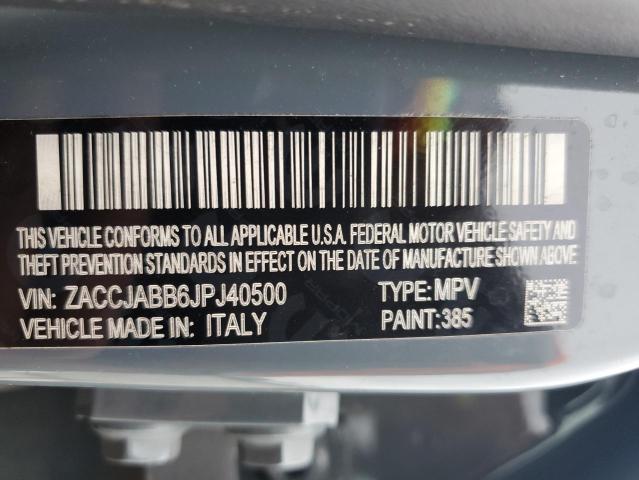 THIS VEHICLE CONFORMS TO ALL APPLICABLE U.S.A. FEDERAL MOTOR VEHICLE SAFETY AND
THEFT PREVENTION STANDARDS IN EFFECT ON THE DATE OF MANUFACTURE SHOWN ABOVE
VIN: ZACCJABB6JPJ40500 TYPE: MPV
VEHICLE MADE IN: ITALY PAINT: 385